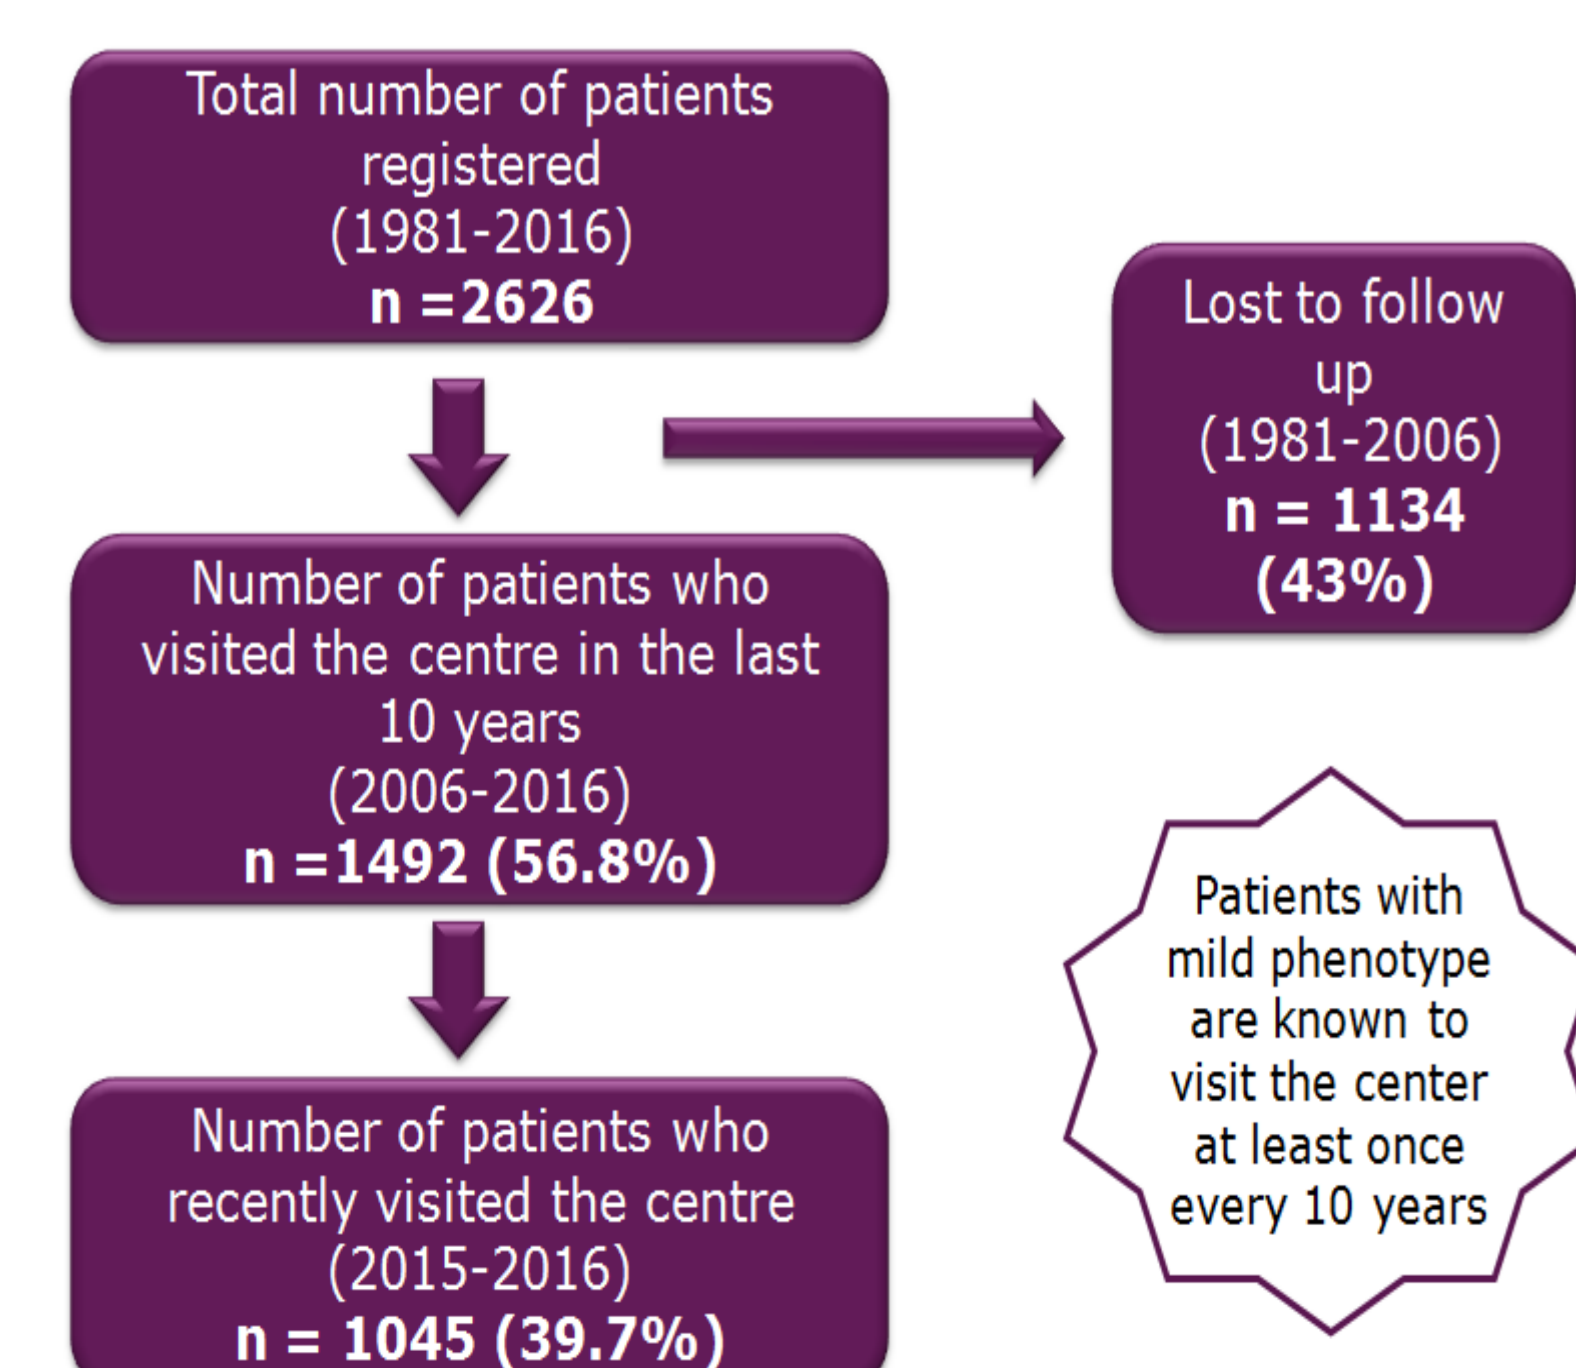 Total number of patients
registered
(1981-2016)
n =2626
Lost to follow
up
(1981-2006)
n = 1134
(43%)
Number of patients who
visited the centre in the last
10 years
(2006-2016)
n =1492 (56.8%)
Patients with
mild phenotype
are known to
visit the center
at least once
every 10 years
Number of patients who
recently visited the centre
(2015-2016)
n = 1045 (39.7%)